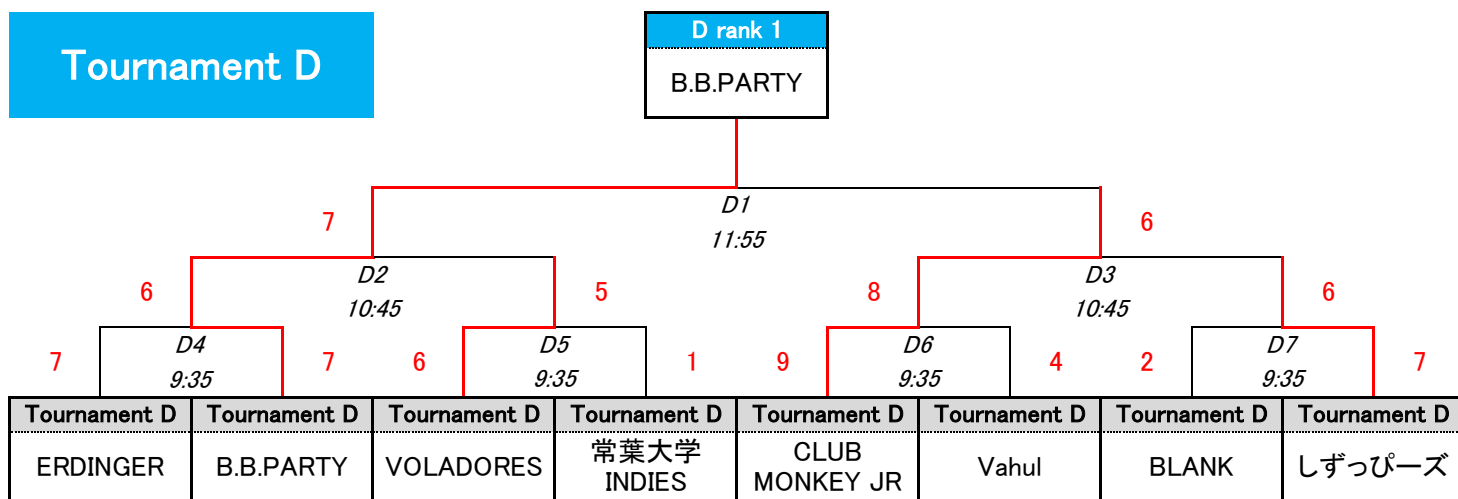 Tournament D
D rank 1
B.B.PARTY
D1
7
6
11:55
D2
D3
6
5
8
6
10:45
10:45
D4
D5
D6
D7
7
7
6
1
9
4
2
7
9:35
9:35
9:35
9:35
Tournament D
Tournament D
Tournament D
Tournament D
Tournament D
Tournament D
Tournament D
Tournament D
ERDINGER
B.B.PARTY
VOLADORES
常葉大学
INDIES
CLUB
MONKEY JR
Vahul
BLANK
しずっぴーズ